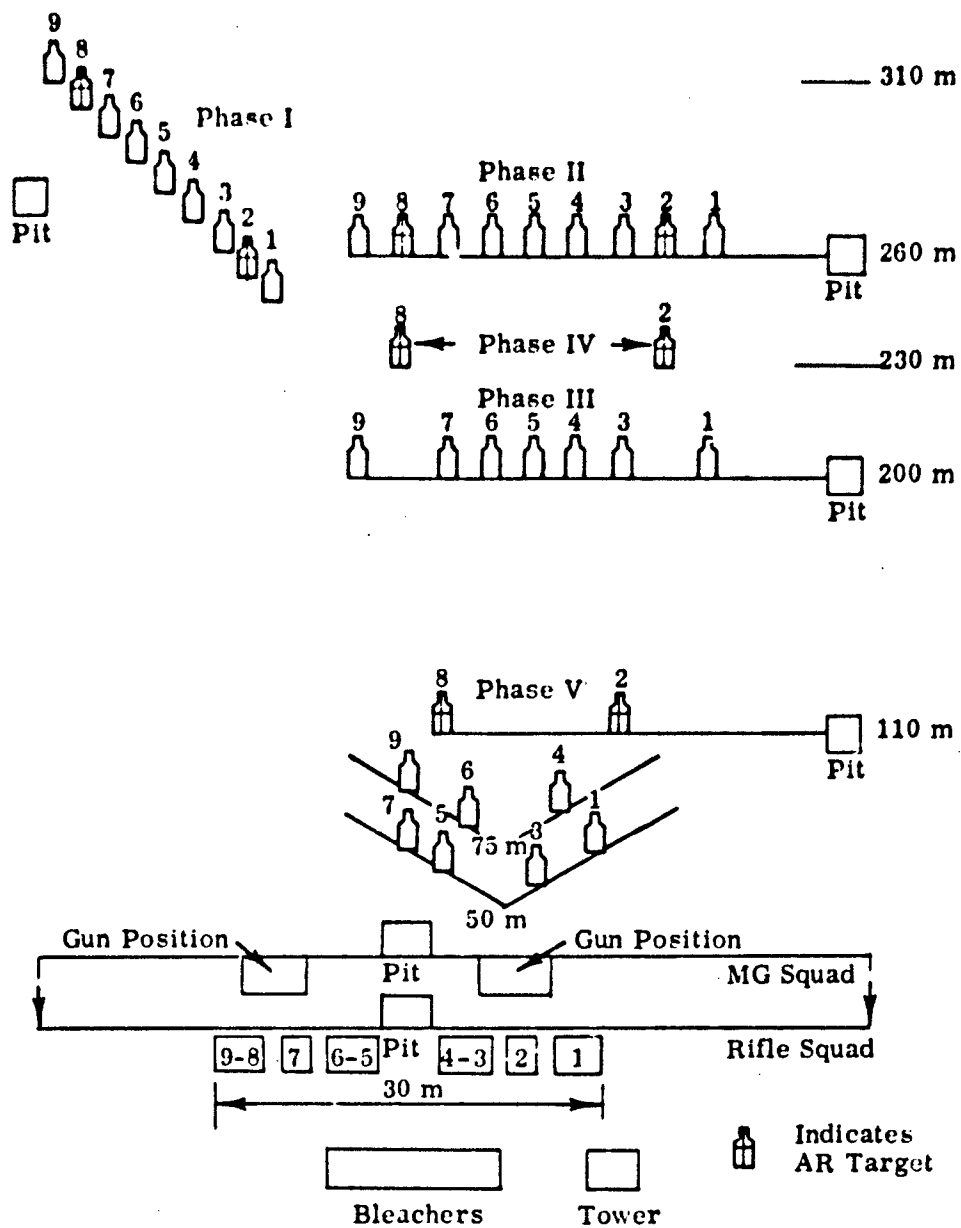 9
8
7
6
5
4
3
2
1
Phase I
310 m
Pit
Phase II
9 8 7 6 5 4 3 2 1
260 m
Pit
8 Phase IV 2
230 m
Phase III
9 7 6 5 4 3 1
200 m
Pit
8 Phase V 2
110 m
Pit
9 6 4
7 5 3 1
75 m
50 m
Gun Position Gun Position
Pit
MG Squad
Pit
Rifle Squad
9-8 7 6-5 4-3 2 1
30 m
Indicates
AR Target
Bleachers Tower